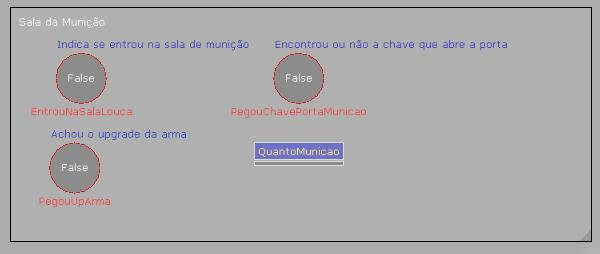 Sala da Munição
Indica se entrou na sala de munição
Encontrou ou não a chave que abre a porta
False
False
EntrouNaSalaLouca
PegouChavePortaMunicao
Achou o upgrade da arma
False
QuantoMunicao
PegouUpArma